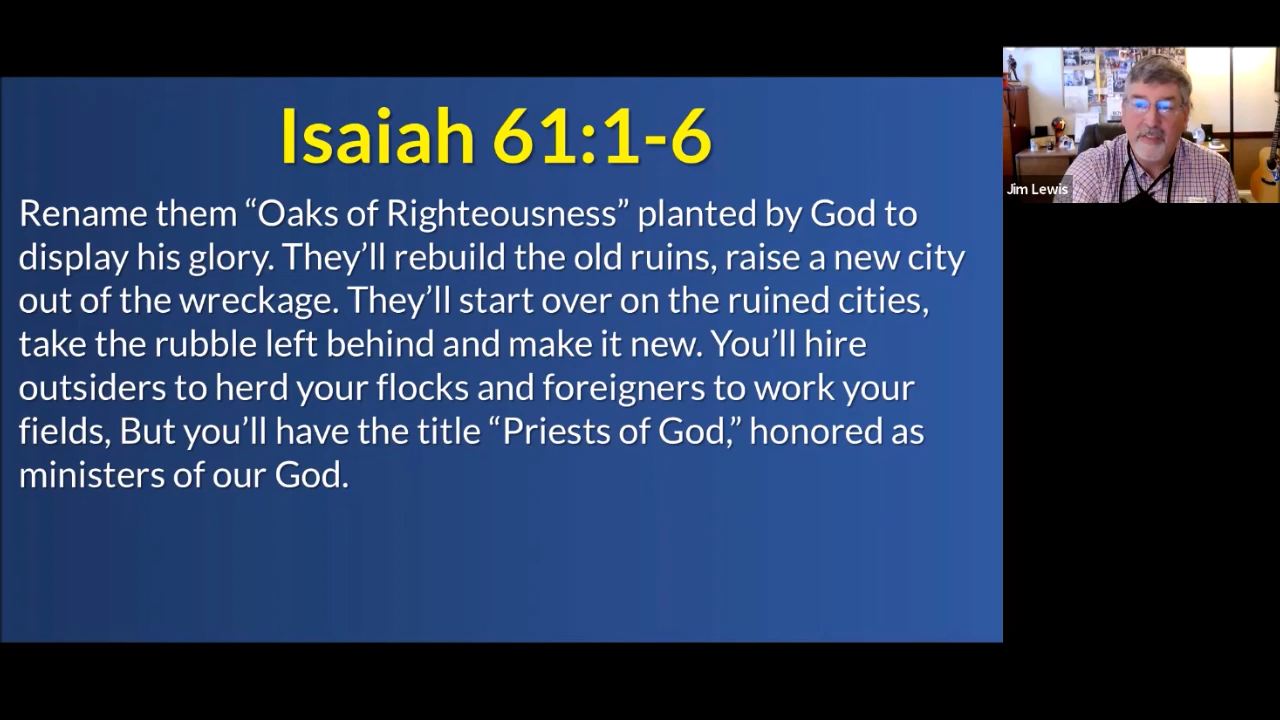 Isaiah 61:1-6
Rename them “Oaks of Righteousness” planted by God to
display his glory. They’ll rebuild the old ruins, raise a new city
out of the wreckage. They’ll start over on the ruined cities,
take the rubble left behind and make it new. You’ll hire
outsiders to herd your flocks and foreigners to work your
fields, But you’ll have the title “Priests of God,” honored as
ministers of our God.
Jim Lewis